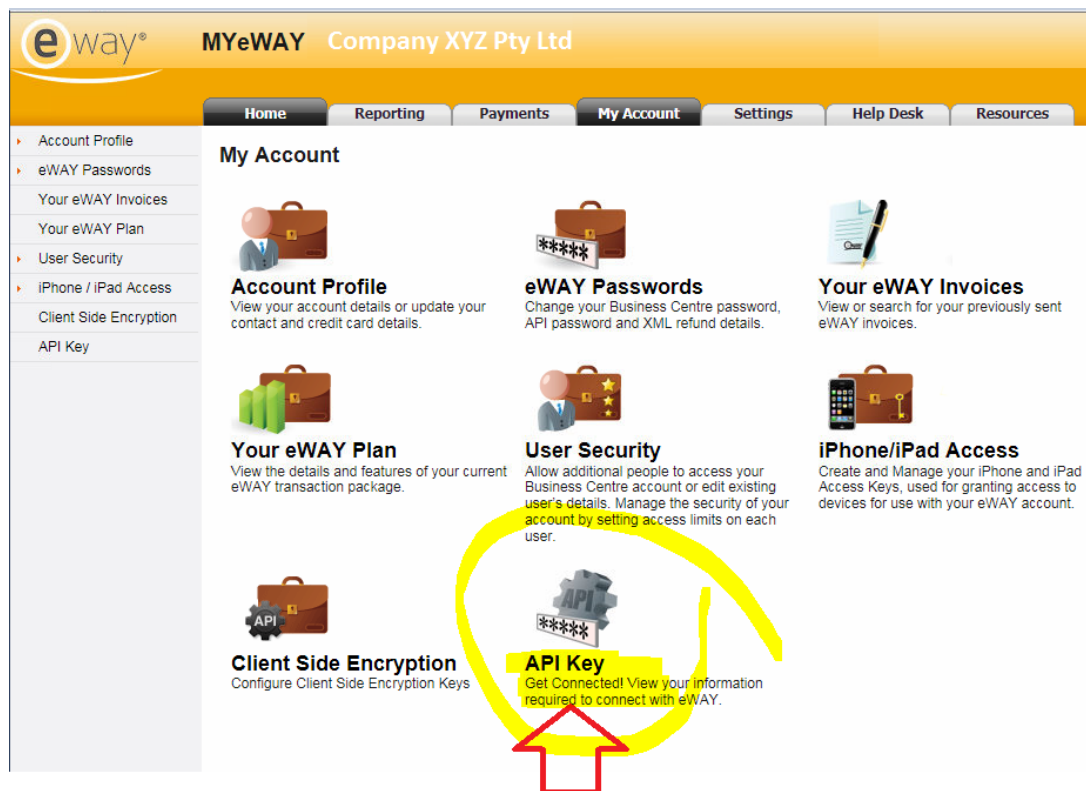 eway®
MYeWAY Company XYZ Pty Ltd
Home Reporting Payments My Account Settings Help Desk Resources
Account Profile
eWAY Passwords
Your eWAY Invoices
Your eWAY Plan
User Security
iPhone / iPad Access
Client Side Encryption
API Key
My Account
Account Profile
View your account details or update your
contact and credit card details.
*****
eWAY Passwords
Change your Business Centre password,
API password and XML refund details.
Your eWAY Invoices
View or search for your previously sent
eWAY invoices.
Your eWAY Plan
View the details and features of your current
eWAY transaction package.
User Security
Allow additional people to access your
Business Centre account or edit existing
user's details. Manage the security of your
account by setting access limits on each
user.
iPhone/iPad Access
Create and Manage your iPhone and iPad
Access Keys, used for granting access to
devices for use with your eWAY account.
API
Client Side Encryption
Configure Client Side Encryption Keys
API
*****
API Key
Get Connected! View your information
required to connect with eWAY.